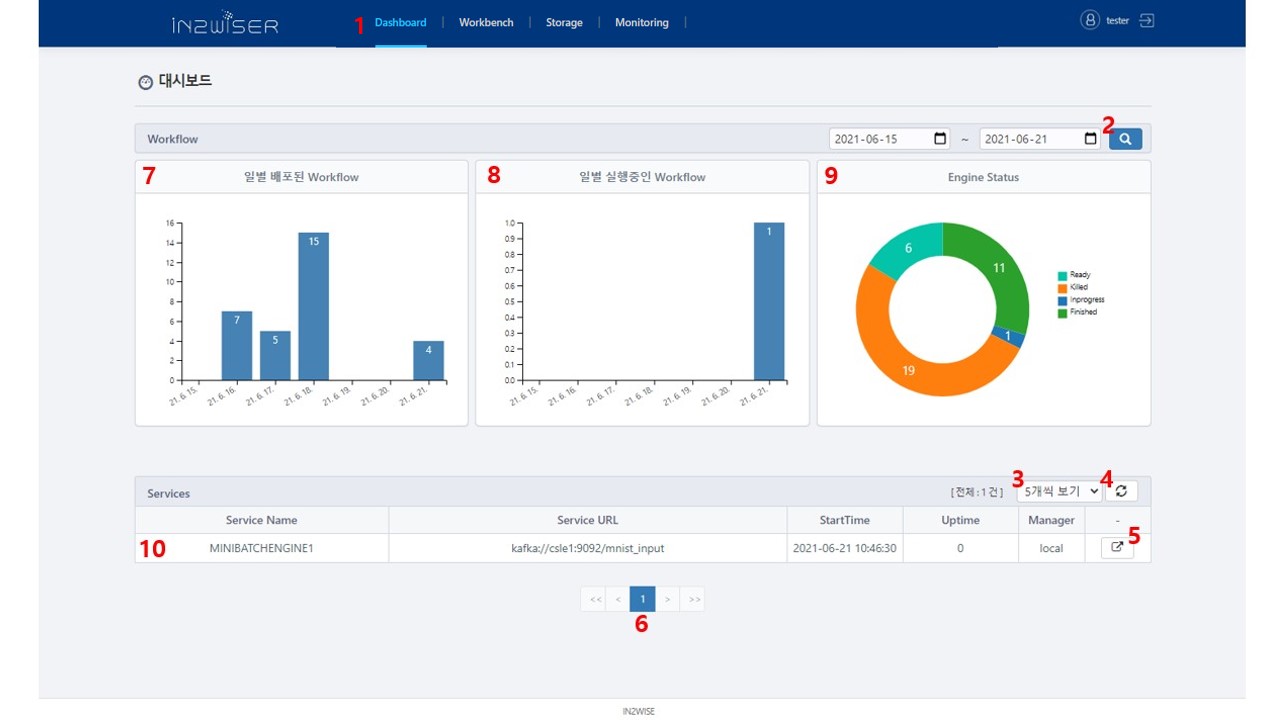 IN2WISER
1 Dashboard | Workbench | Storage | Monitoring |
tester
대시보드
Workflow
2021-06-15 ~ 2021-06-21
2
7 일별 배포된 Workflow
16
14
12
10
8
6
4
2
0
7
5
15
4
21. 6. 15.
21. 6. 16.
21. 6. 17.
21. 6. 18.
21. 6. 19.
21. 6. 20.
21. 6. 21.
8 일별 실행중인 Workflow
1.0
0.9
0.8
0.7
0.6
0.5
0.4
0.3
0.2
0.1
0.0
1
21. 6. 15.
21. 6. 16.
21. 6. 17.
21. 6. 18.
21. 6. 19.
21. 6. 20.
21. 6. 21.
9 Engine Status
6
11
1
19
Ready
Killed
Inprogress
Finished
Services [전체 : 1 건] 3 5개씩 보기 4
Service Name Service URL StartTime Uptime Manager -
10 MINIBATCHENGINE1 kafka://csle1:9092/mnist_input 2021-06-21 10:46:30 0 local 5
<< < 1 > >>
6
IN2WISE